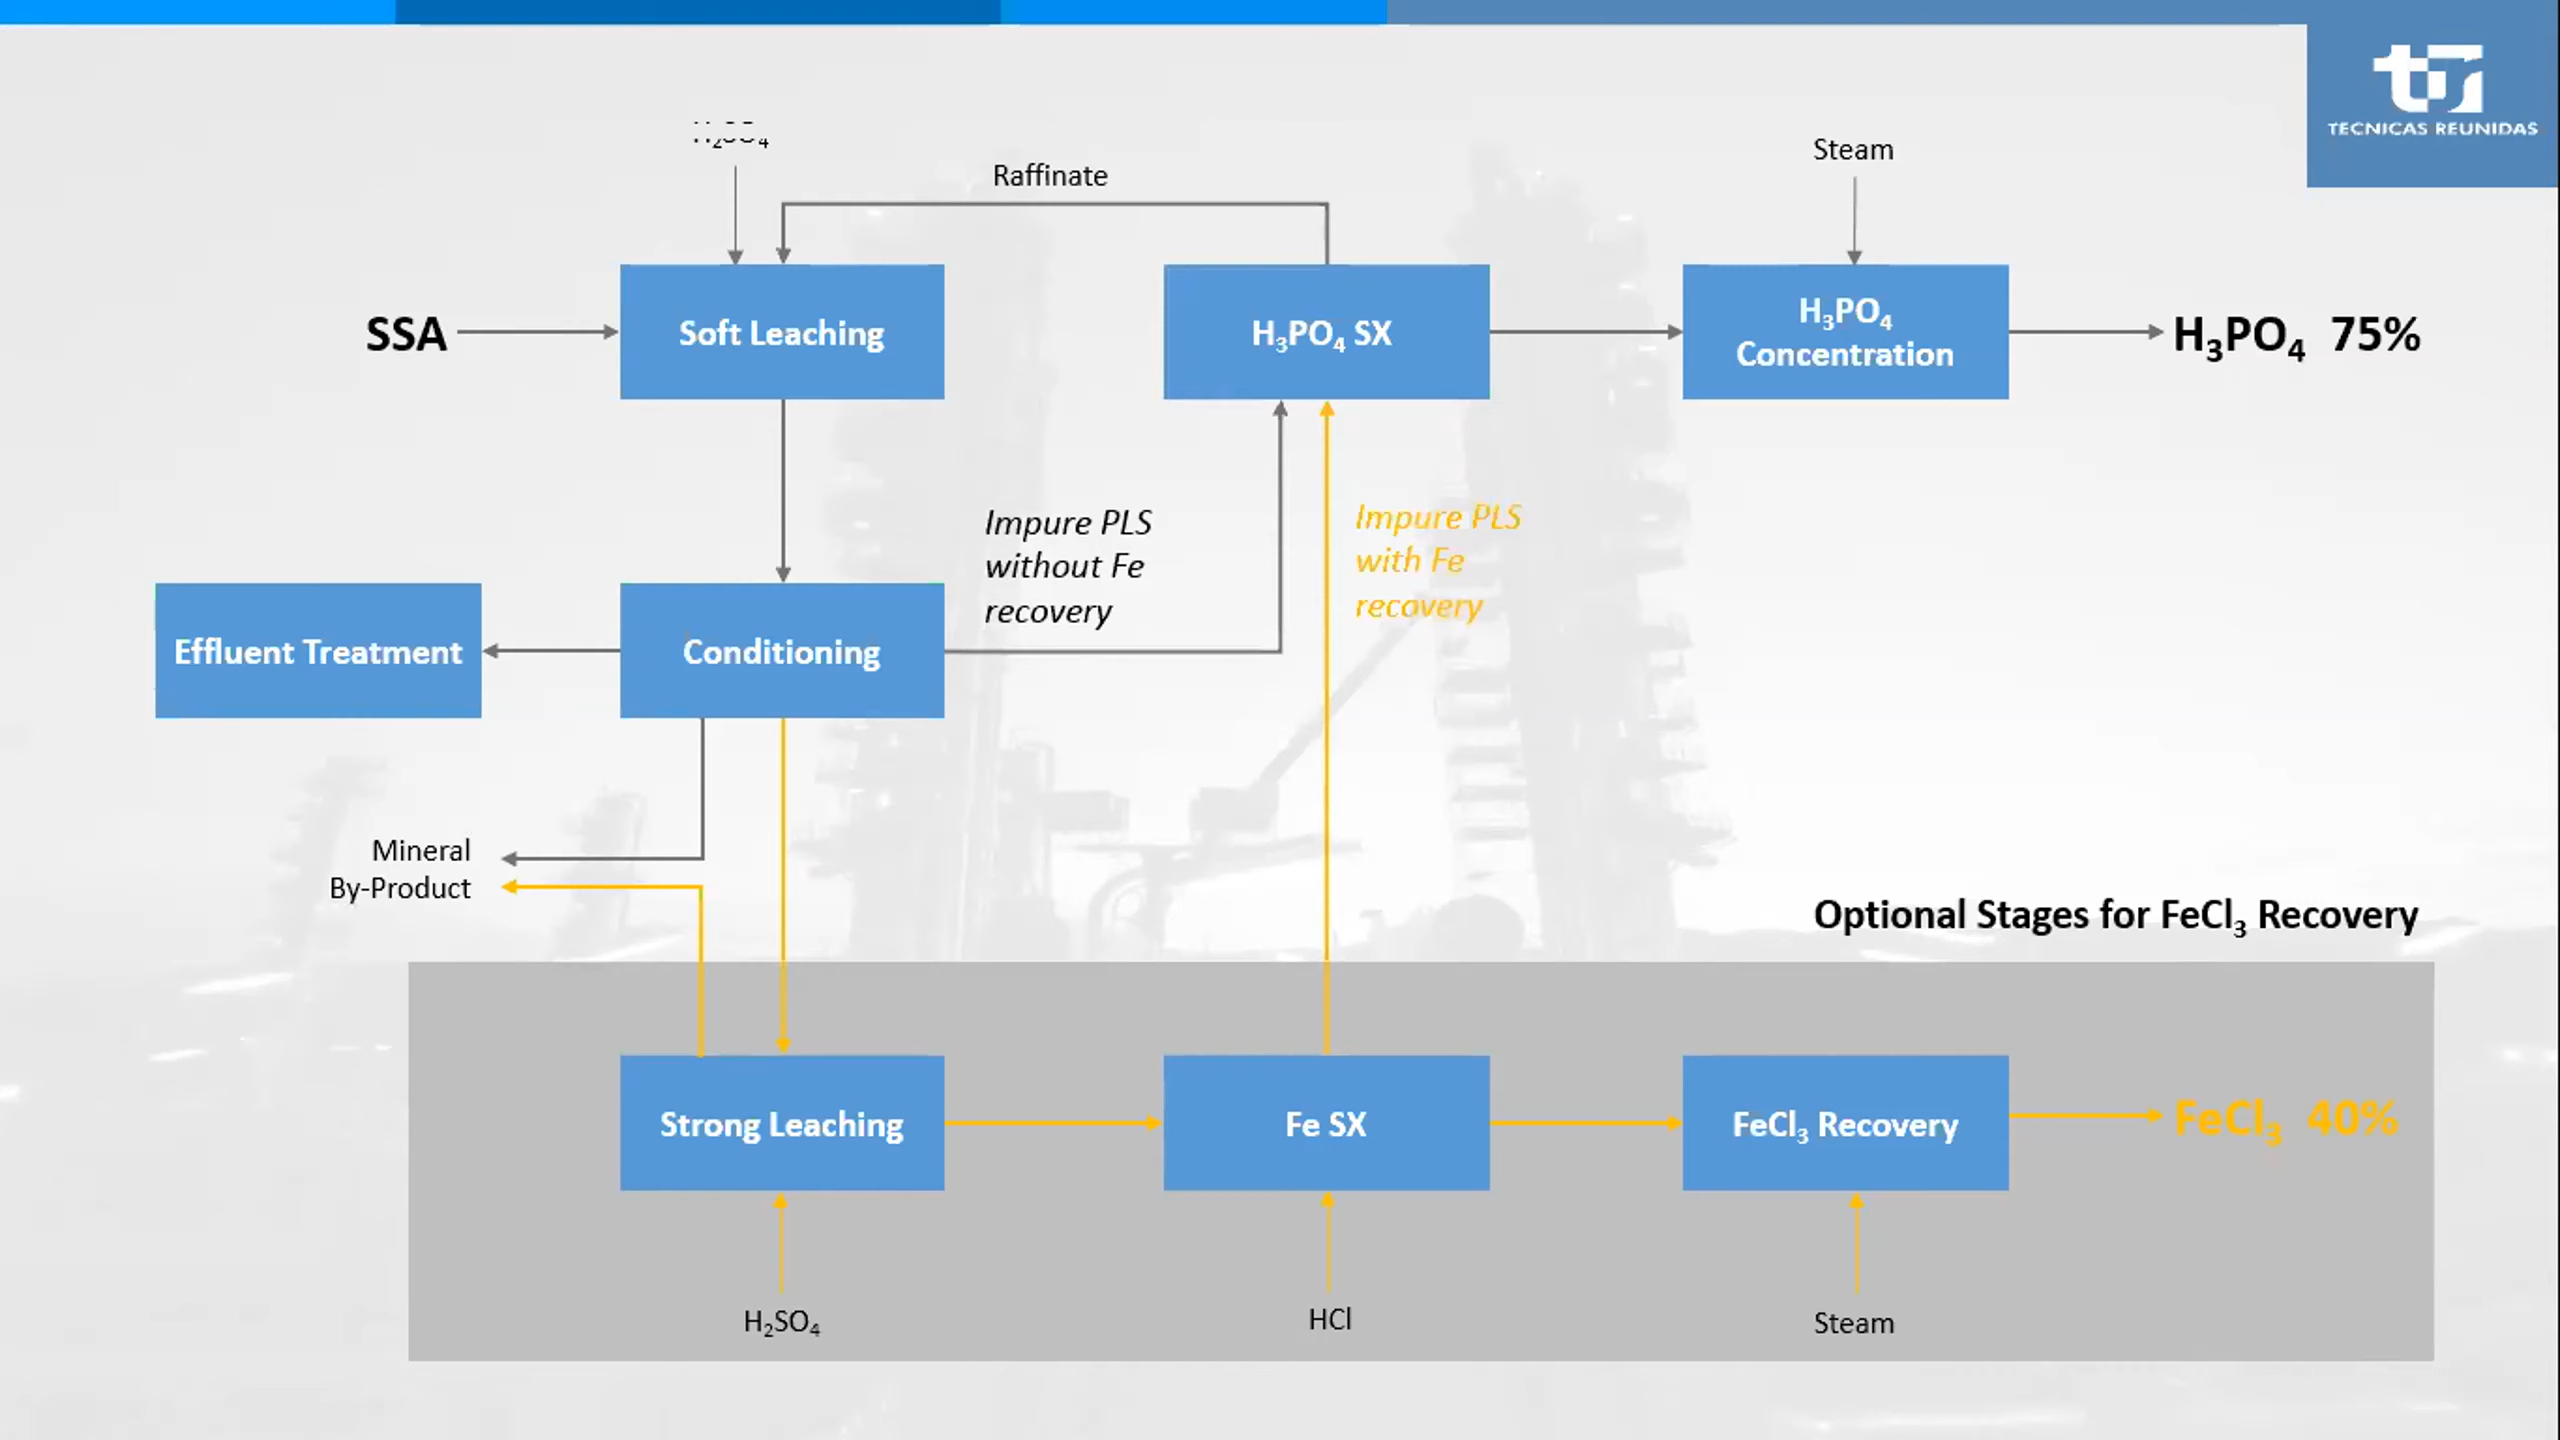 TECNICAS REUNIDAS
Raffinate
Steam
SSA
Soft Leaching
H₃PO₄ SX
H₃PO₄
Concentration
H₃PO₄ 75%
Impure PLS
without Fe
recovery
Impure PLS
with Fe
recovery
Effluent Treatment
Conditioning
Mineral
By-Product
Optional Stages for FeCl₃ Recovery
Strong Leaching
Fe SX
FeCl₃ Recovery
FeCl₃ 40%
H₂SO₄
HCl
Steam